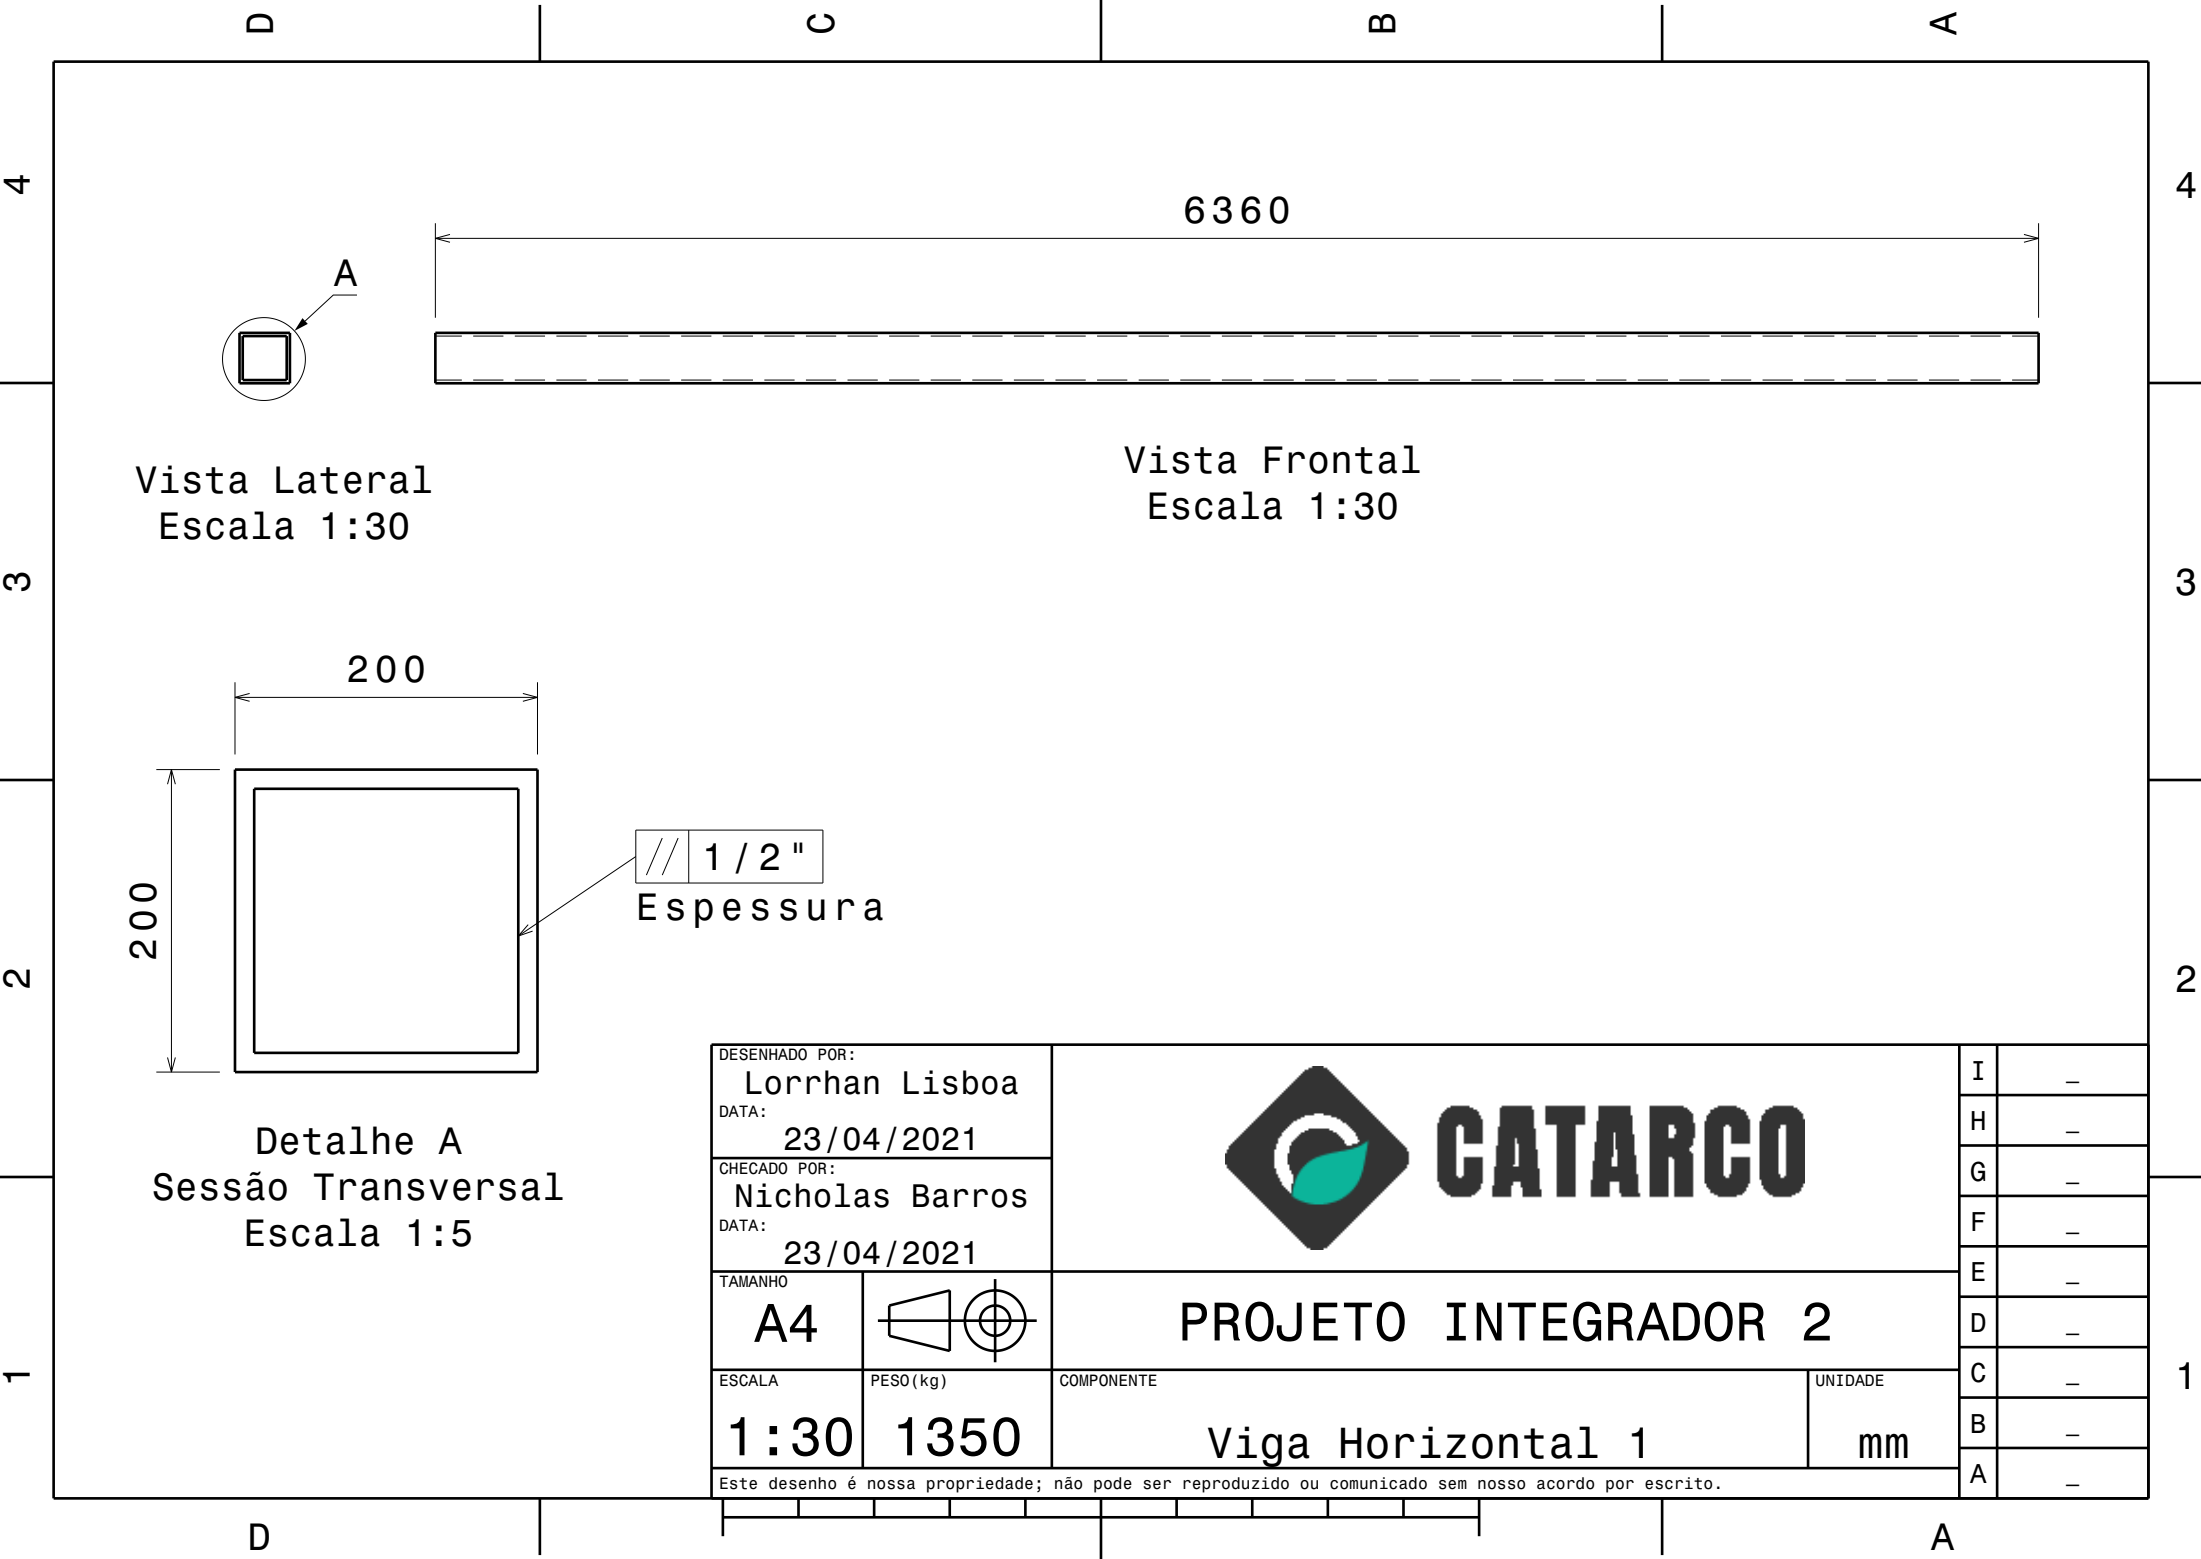 D
C
B
A
4
4
6360
A
Vista Lateral
Escala 1:30
Vista Frontal
Escala 1:30
3
3
200
200
// 1/2"
Espessura
2
2
Detalhe A
Sessão Transversal
Escala 1:5
DESENHADO POR:
Lorrhan Lisboa
DATA:
23/04/2021
CHECADO POR:
Nicholas Barros
DATA:
23/04/2021
CATARCO
TAMANHO
A4
PROJETO INTEGRADOR 2
ESCALA
1:30
PESO(kg)
1350
COMPONENTE
Viga Horizontal 1
UNIDADE
mm
Este desenho é nossa propriedade; não pode ser reproduzido ou comunicado sem nosso acordo por escrito.
I _
H _
G _
F _
E _
D _
C _
B _
A _
1
1
D
A